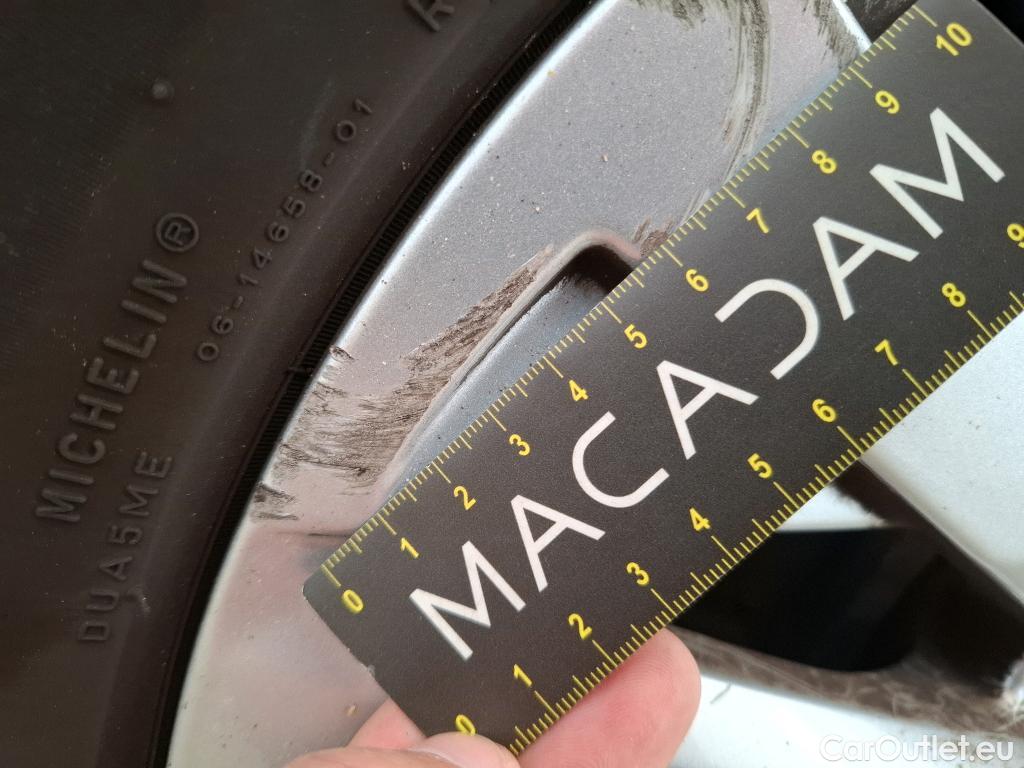 MICHELIN®
06-14658-01
DUA5ME
R
0 1 2 3 4 5 6 7 8 9 10
MACADAM
0 1 2 3 4 5 6 7 8 9
CarOutlet.eu